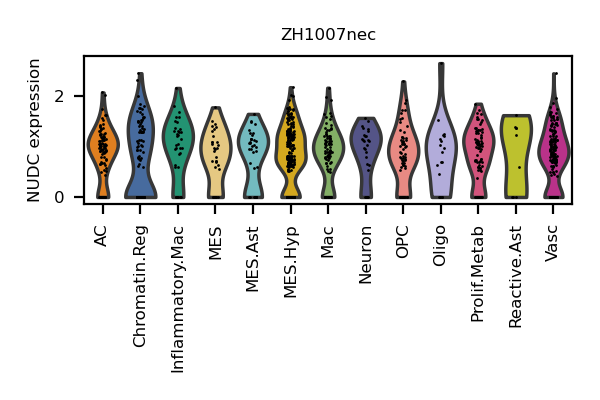 ZH1007nec
NUDC expression
2
0
AC
Chromatin.Reg
Inflammatory.Mac
MES
MES.Ast
MES.Hyp
Mac
Neuron
OPC
Oligo
Prolif.Metab
Reactive.Ast
Vasc